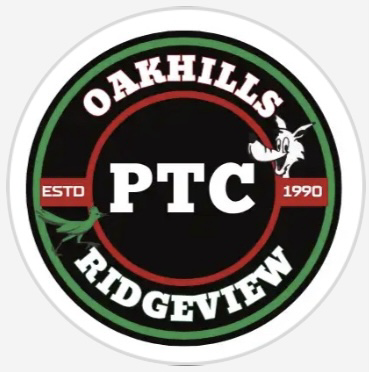 OAKHILLS
ESTD PTC 1990
RIDGEVIEW